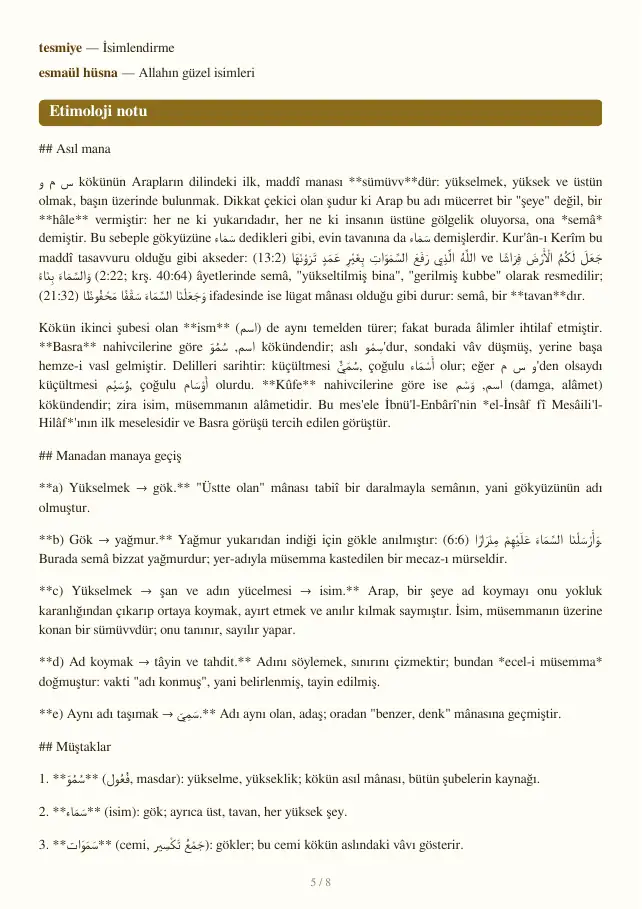 tesmiye — İsimlendirme
esmaül hüsna — Allahın güzel isimleri
Etimoloji notu
## Asıl mana
س م و kökünün Arapların dilindeki ilk, maddî manası **sümüvv**dür: yükselmek, yüksek ve üstün
olmak, başın üzerinde bulunmak. Dikkat çekici olan şudur ki Arap bu adı mücerret bir "şeye" değil, bir
**hâle** vermiştir: her ne ki yukarıdadır, her ne ki insanın üstüne gölgelik oluyorsa, ona *semâ*
demiştir. Bu sebeple gökyüzüne سَمَاء dedikleri gibi, evin tavanına da سَمَاء demişlerdir. Kur'ân-ı Kerîm bu
maddî tasavvuru olduğu gibi akseder: (13:2) اللَّهُ الَّذِي رَفَعَ السَّمَوَاتِ بِغَيْرِ عَمَدٍ تَرَوْنَهَا ve جَعَلَ لَكُمُ الْأَرْضَ فِرَاشًا
وَالسَّمَاءَ بِنَاءً (2:22; krş. 40:64) âyetlerinde semâ, "yükseltilmiş bina", "gerilmiş kubbe" olarak resmedilir;
(21:32) وَجَعَلْنَا السَّمَاءَ سَقْفًا مَحْفُوظًا ifadesinde ise lügat mânası olduğu gibi durur: semâ, bir **tavan**dır.
Kökün ikinci şubesi olan **ism** (اسم) de aynı temelden türer; fakat burada âlimler ihtilaf etmiştir.
**Basra** nahivcilerine göre اسم, سُمُوّ kökündendir; aslı سِمْو'dur, sondaki vâv düşmüş, yerine başa
hemze-i vasl gelmiştir. Delilleri sarihtir: küçültmesi سُمَيّ, çoğulu أَسْمَاء olur; eğer و س م'den olsaydı
küçültmesi وُسَيْم, çoğulu أَوْسَام olurdu. **Kûfe** nahivcilerine göre ise اسم, وَسْم (damga, alâmet)
kökündendir; zira isim, müsemmanın alâmetidir. Bu mes'ele İbnü'l-Enbârî'nin *el-İnsâf fî Mesâili'l-
Hilâf*'ının ilk meselesidir ve Basra görüşü tercih edilen görüştür.
## Manadan manaya geçiş
**a) Yükselmek → gök.** "Üstte olan" mânası tabiî bir daralmayla semânın, yani gökyüzünün adı
olmuştur.
**b) Gök → yağmur.** Yağmur yukarıdan indiği için gökle anılmıştır: (6:6) وَأَرْسَلْنَا السَّمَاءَ عَلَيْهِمْ مِدْرَارًا.
Burada semâ bizzat yağmurdur; yer-adıyla müsemma kastedilen bir mecaz-ı mürseldir.
**c) Yükselmek → şan ve adın yücelmesi → isim.** Arap, bir şeye ad koymayı onu yokluk
karanlığından çıkarıp ortaya koymak, ayırt etmek ve anılır kılmak saymıştır. İsim, müsemmanın üzerine
konan bir sümüvvdür; onu tanınır, sayılır yapar.
**d) Ad koymak → tâyin ve tahdit.** Adını söylemek, sınırını çizmektir; bundan *ecel-i müsemma*
doğmuştur: vakti "adı konmuş", yani belirlenmiş, tayin edilmiş.
**e) Aynı adı taşımak → سَمِيّ.** Adı aynı olan, adaş; oradan "benzer, denk" mânasına geçmiştir.
## Müştaklar
1. **سُمُوّ** (فُعُول, masdar): yükselme, yükseklik; kökün asıl mânası, bütün şubelerin kaynağı.
2. **سَمَاء** (isim): gök; ayrıca üst, tavan, her yüksek şey.
3. **سَمَوَات** (cemi, جَمْعُ تَكْسِير): gökler; bu cemi kökün aslındaki vâvı gösterir.
5 / 8